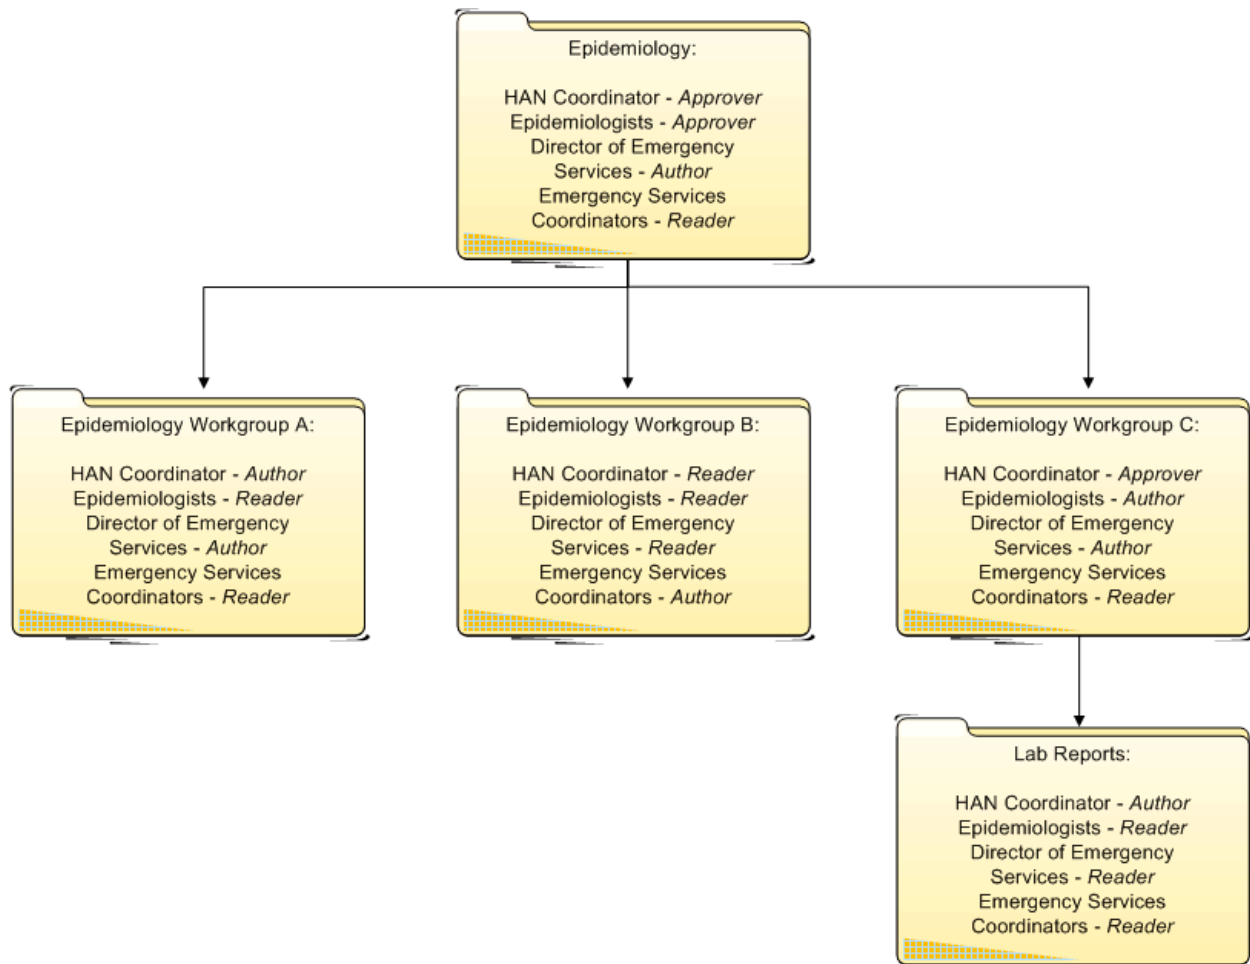 Epidemiology:
HAN Coordinator - Approver
Epidemiologists - Approver
Director of Emergency
Services - Author
Emergency Services
Coordinators - Reader
Epidemiology Workgroup A:
HAN Coordinator - Author
Epidemiologists - Reader
Director of Emergency
Services - Author
Emergency Services
Coordinators - Reader
Epidemiology Workgroup B:
HAN Coordinator - Reader
Epidemiologists - Reader
Director of Emergency
Services - Reader
Emergency Services
Coordinators - Author
Epidemiology Workgroup C:
HAN Coordinator - Approver
Epidemiologists - Author
Director of Emergency
Services - Author
Emergency Services
Coordinators - Reader
Lab Reports:
HAN Coordinator - Author
Epidemiologists - Reader
Director of Emergency
Services - Reader
Emergency Services
Coordinators - Reader